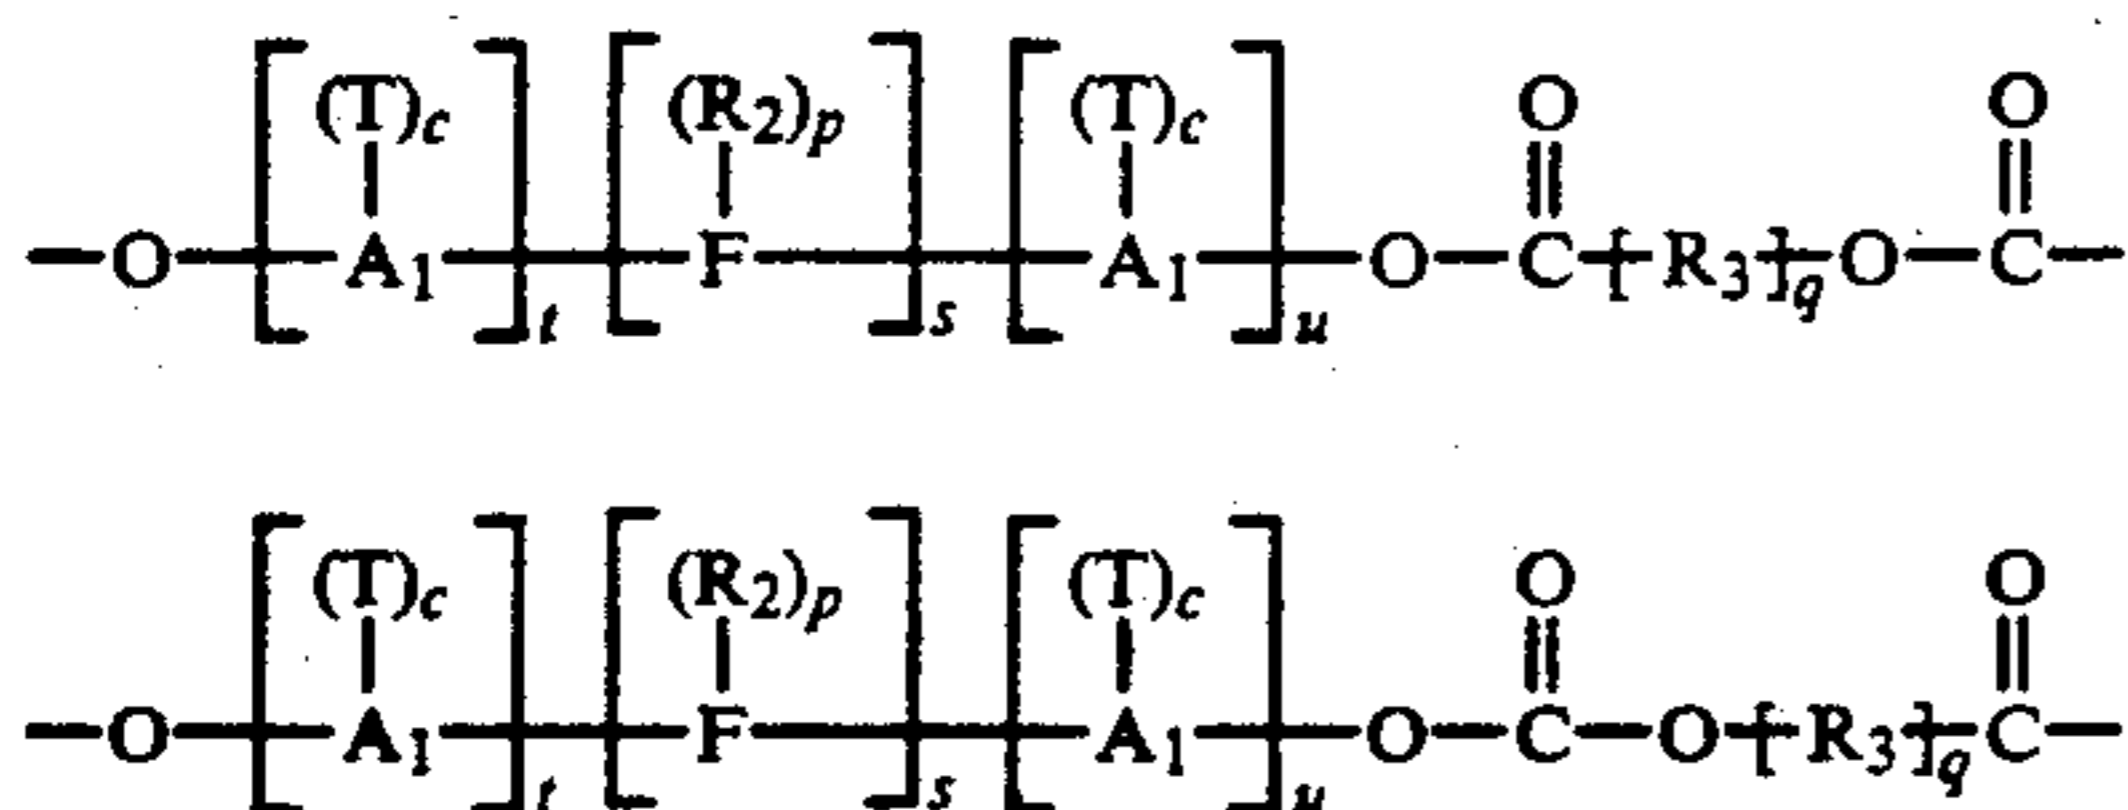 (T)c (R2)p (T)c O O
—O—[A1]t—[F]s—[A1]u—O—C—[R3]q—O—C—
(T)c (R2)p (T)c O O
—O—[A1]t—[F]s—[A1]u—O—C—O—[R3]q—C—